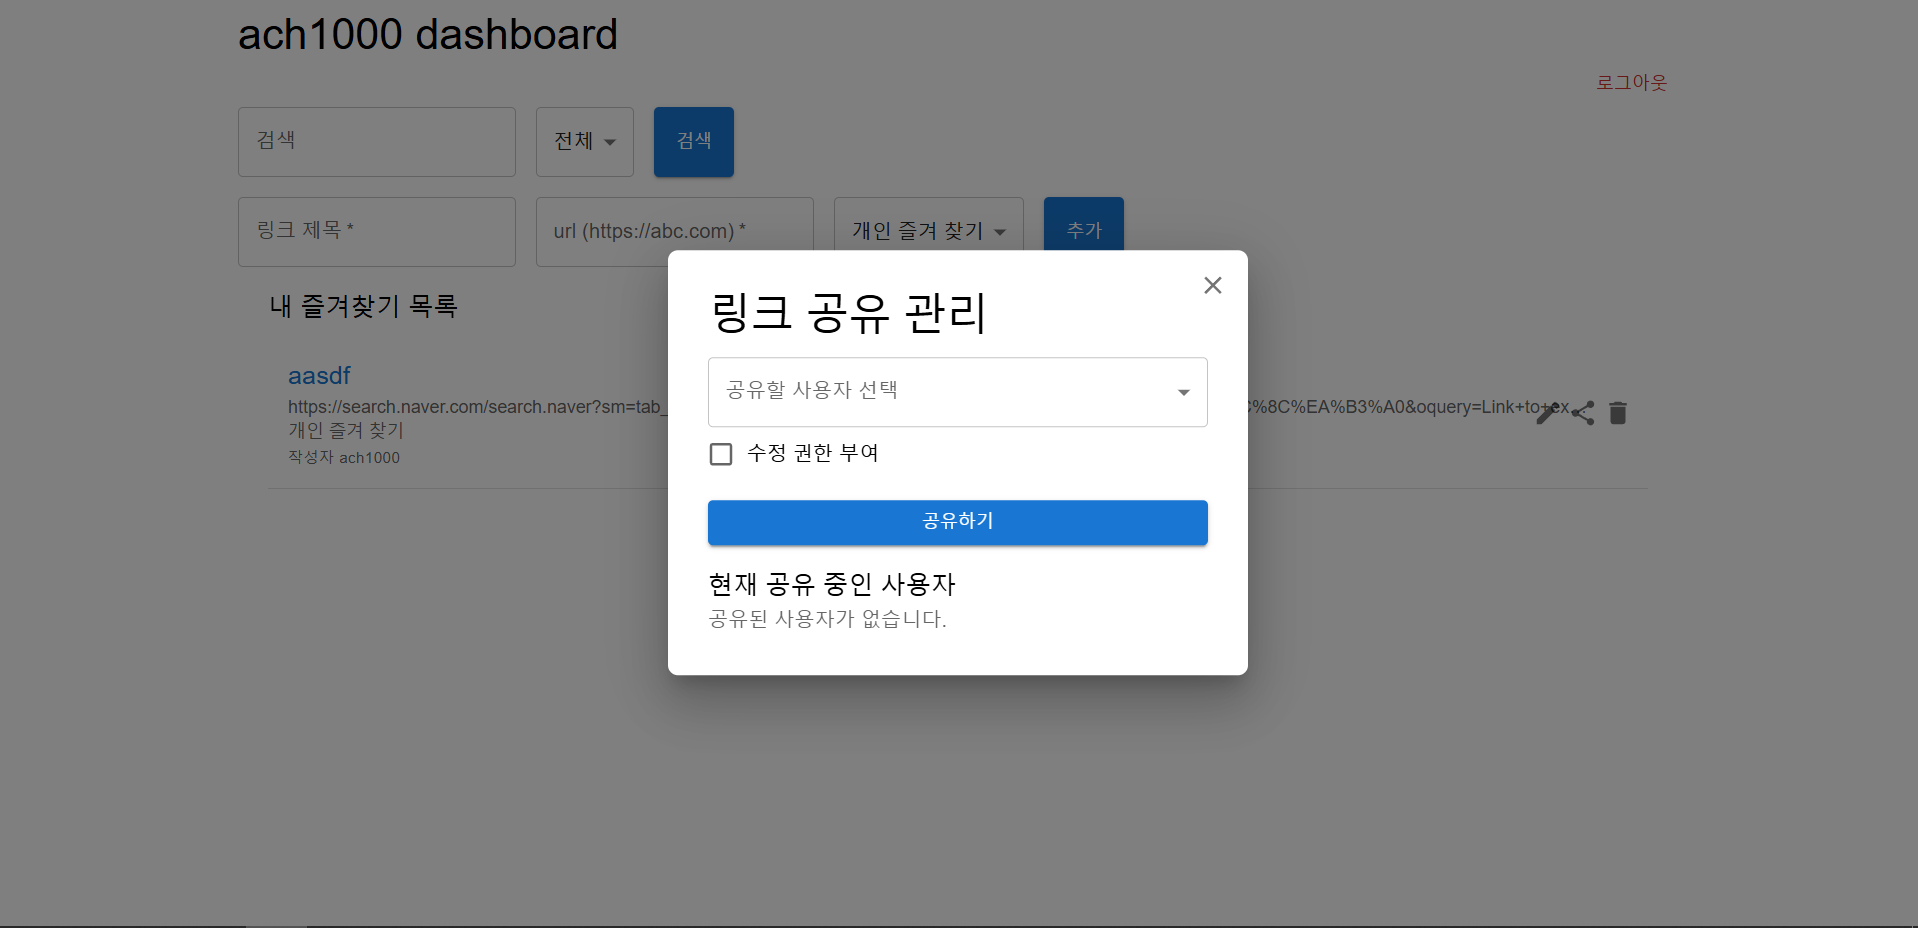 ach1000 dashboard
로그아웃
검색
전체
검색
링크 제목 *
url (https://abc.com) *
개인 즐겨 찾기
추가
내 즐겨찾기 목록
aasdf
https://search.naver.com/search.naver?sm=tab_
%8C%EA%B3%A0&oquery=Link+to+ex...
개인 즐겨 찾기
작성자 ach1000
링크 공유 관리
공유할 사용자 선택
수정 권한 부여
공유하기
현재 공유 중인 사용자
공유된 사용자가 없습니다.